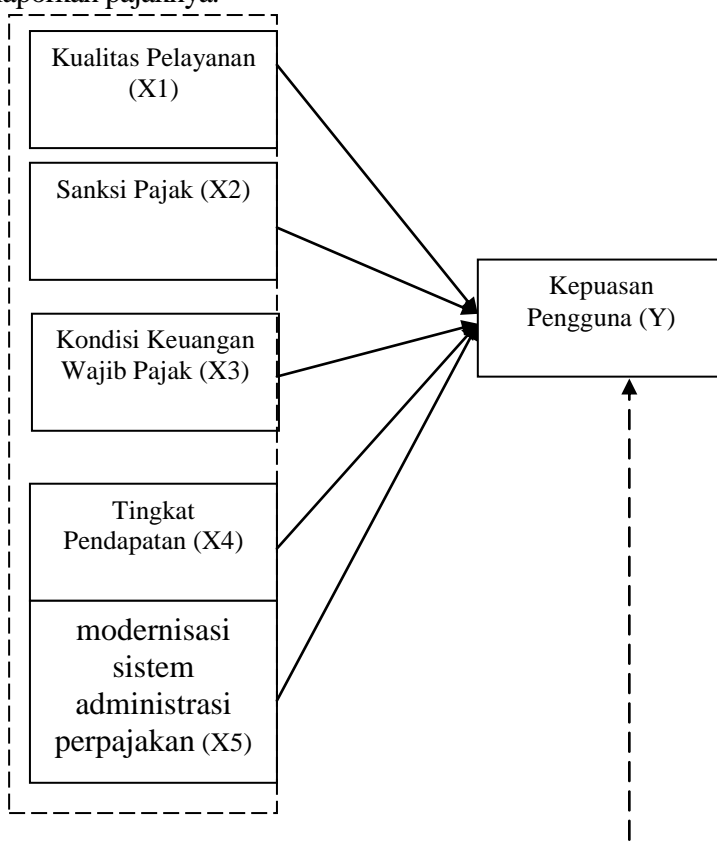 pajaknya.
Kualitas Pelayanan
(X1)
Sanksi Pajak (X2)
Kondisi Keuangan
Wajib Pajak (X3)
Tingkat
Pendapatan (X4)
modernisasi
sistem
administrasi
perpajakan (X5)
Kepuasan
Pengguna (Y)